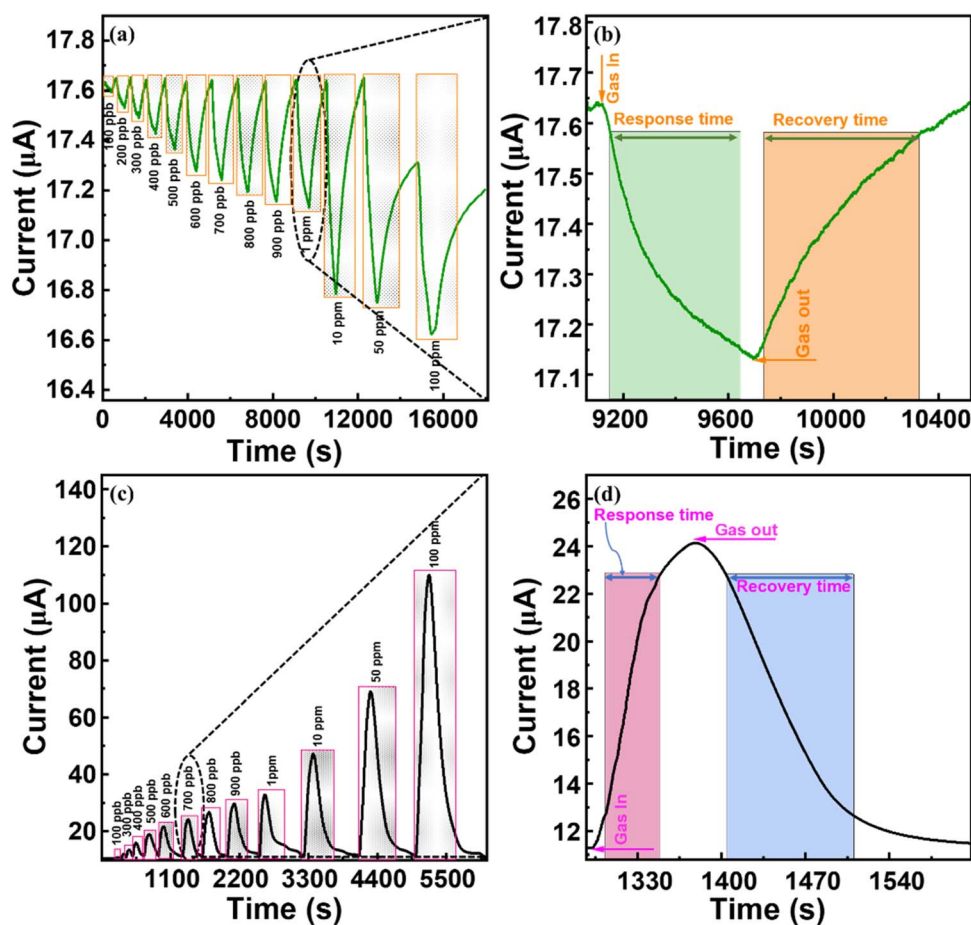 (a)
17.8
17.6
17.4
17.2
17.0
16.8
16.6
16.4
Current (μA)
100 ppb
200 ppb
300 ppb
400 ppb
500 ppb
600 ppb
700 ppb
800 ppb
900 ppb
1 ppm
10 ppm
50 ppm
100 ppm
0 4000 8000 12000 16000
Time (s)
(b)
17.7
17.6
17.5
17.4
17.3
17.2
17.1
Current (μA)
Gas In
Response time
Recovery time
Gas out
9200 9600 10000 10400
Time (s)
(c)
140
120
100
80
60
40
20
Current (μA)
100 ppb
300 ppb
400 ppb
500 ppb
600 ppb
700 ppb
800 ppb
900 ppb
1ppm
10 ppm
50 ppm
100 ppm
1100 2200 3300 4400 5500
Time (s)
(d)
26
24
22
20
18
16
14
12
Current (μA)
Response time
Gas out
Recovery time
Gas In
1330 1400 1470 1540
Time (s)